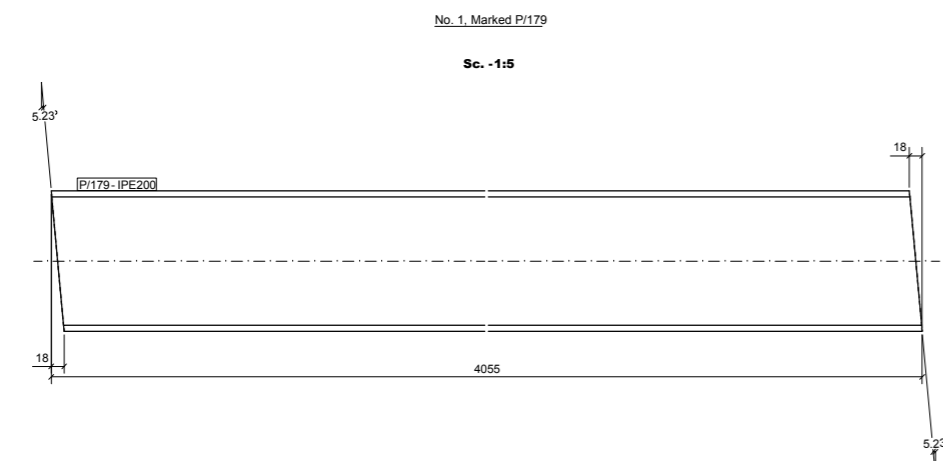 No. 1, Marked P/179
Sc. -1:5
5.23°
18
P/179 - IPE200
18
4055
5.23